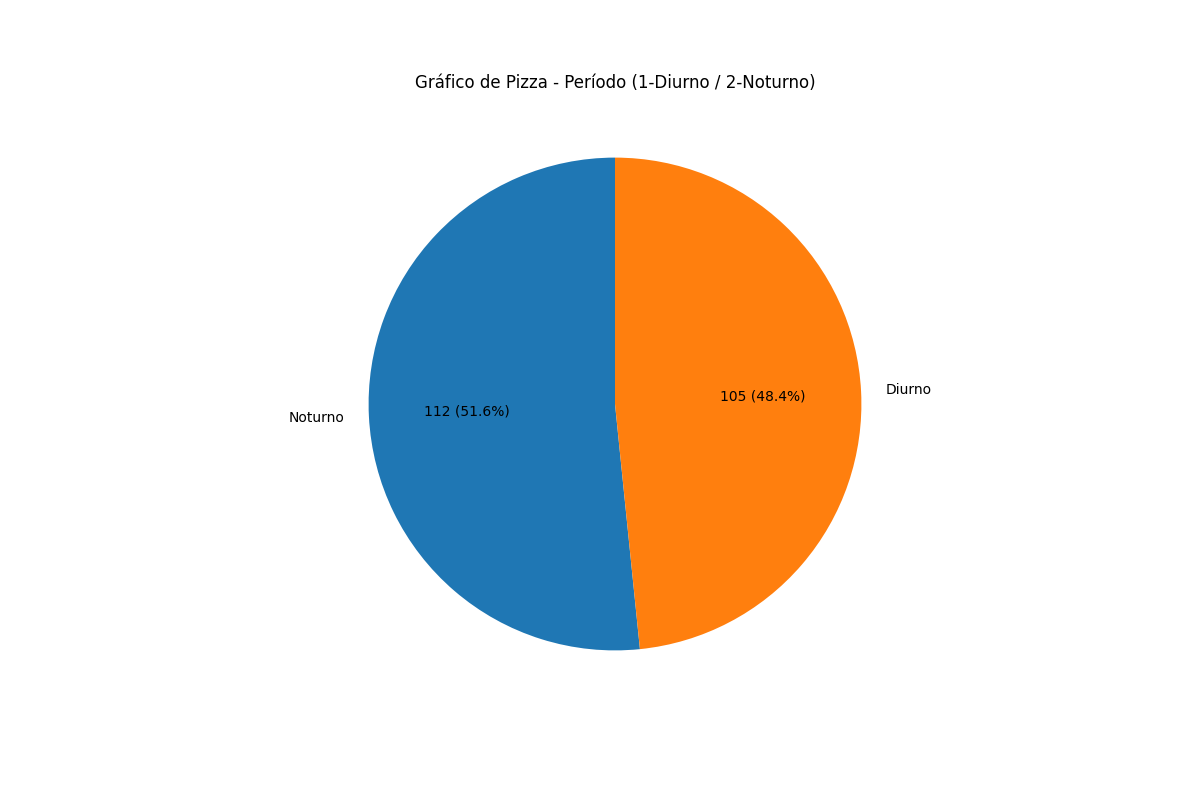 Gráfico de Pizza - Período (1-Diurno / 2-Noturno)
Diurno
105 (48.4%)
112 (51.6%)
Noturno